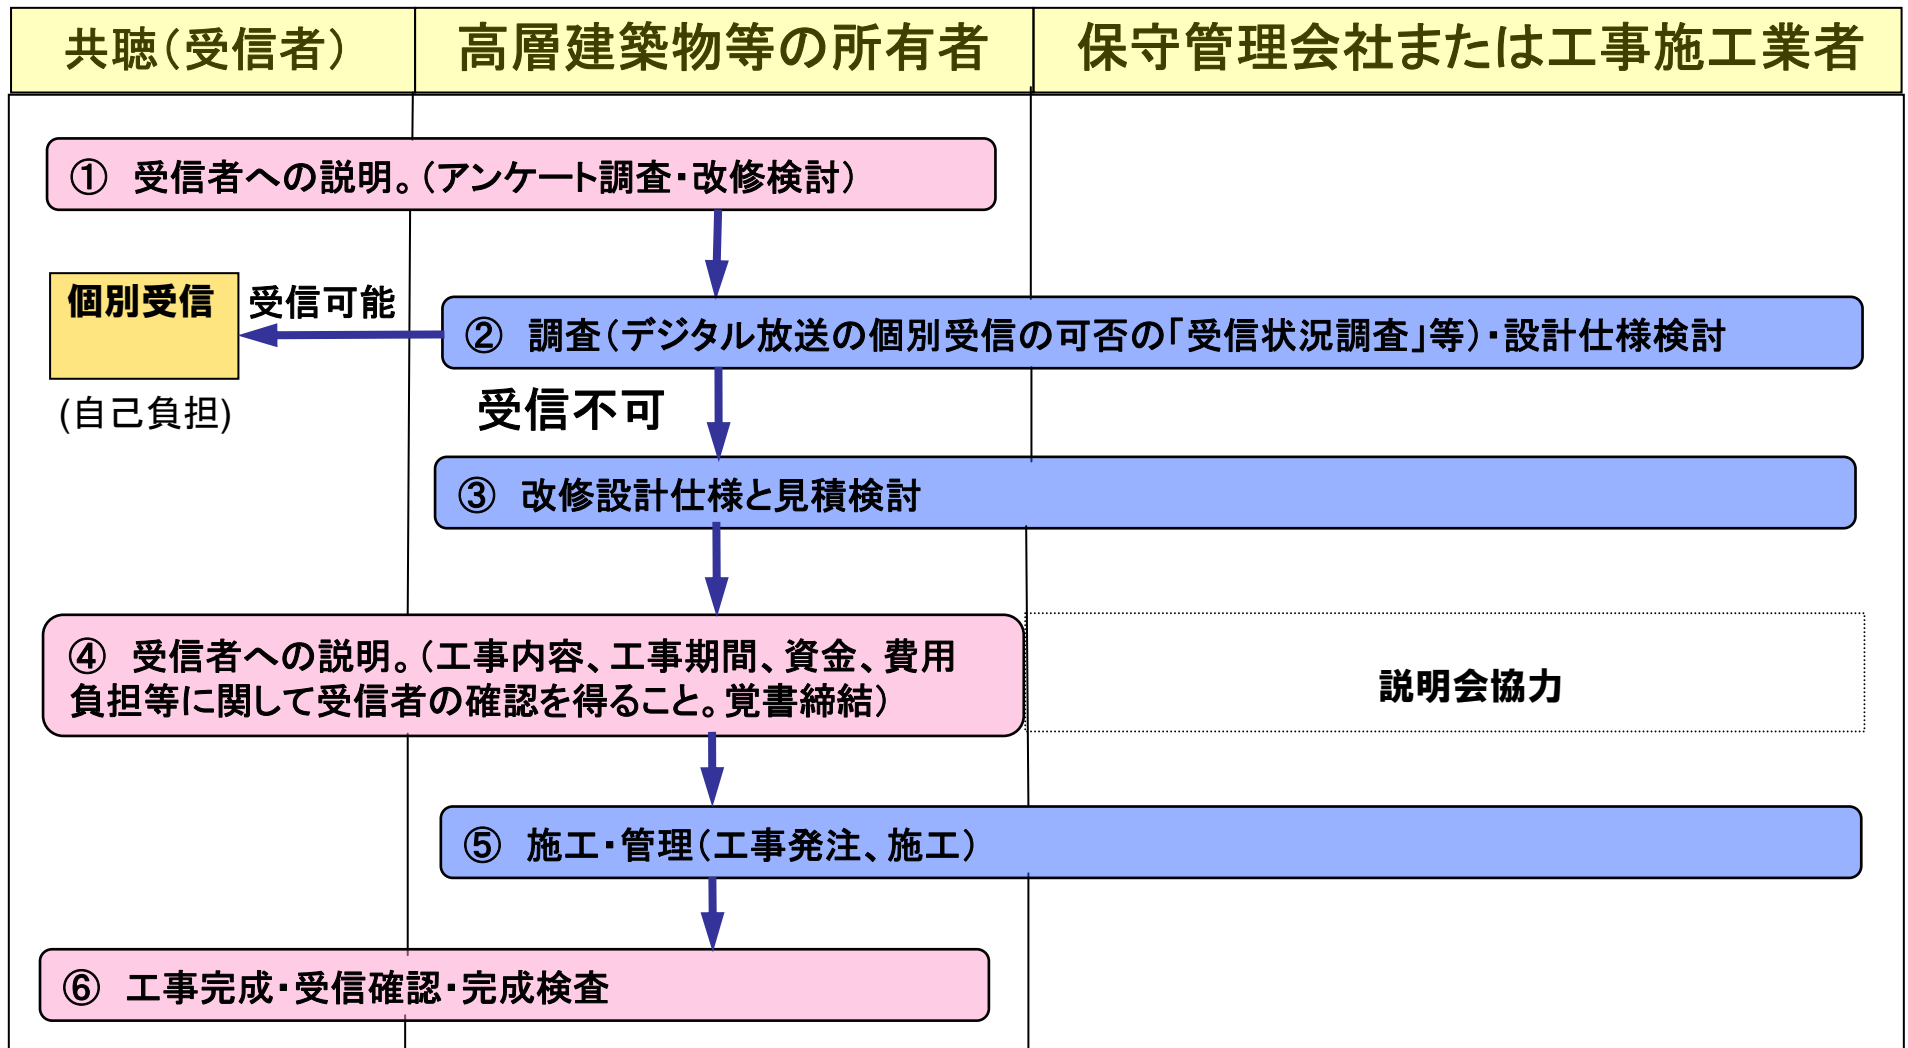 共聴（受信者）
高層建築物等の所有者
保守管理会社または工事施工業者
①　受信者への説明。（アンケート調査・改修検討）
個別受信
受信可能
②　調査（デジタル放送の個別受信の可否の「受信状況調査」等）・設計仕様検討
(自己負担)
受信不可
③　改修設計仕様と見積検討
④　受信者への説明。（工事内容、工事期間、資金、費用
負担等に関して受信者の確認を得ること。覚書締結）
説明会協力
⑤　施工・管理（工事発注、施工）
⑥　工事完成・受信確認・完成検査